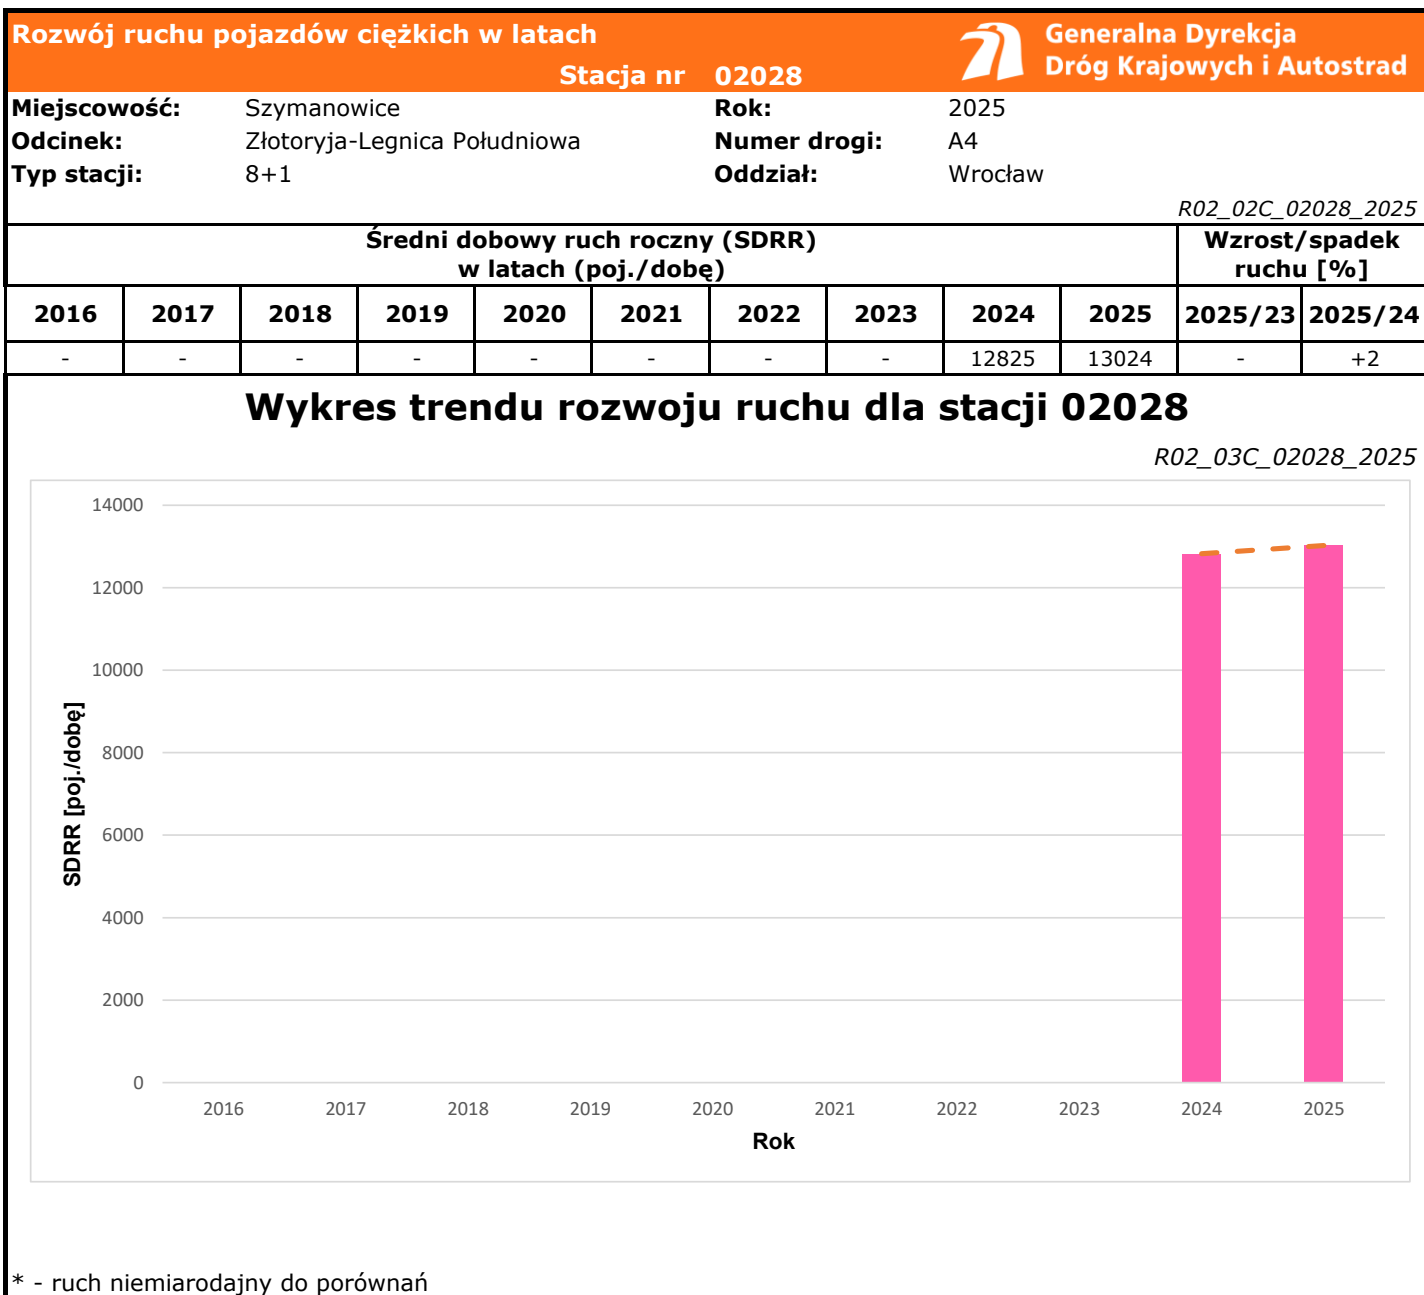 Rozwój ruchu pojazdów ciężkich w latach
Generalna Dyrekcja
Dróg Krajowych i Autostrad
Stacja nr 02028
Miejscowość: Szymanowice Rok: 2025
Odcinek: Złotoryja-Legnica Południowa Numer drogi: A4
Typ stacji: 8+1 Oddział: Wrocław
R02_02C_02028_2025
Średni dobowy ruch roczny (SDRR)
w latach (poj./dobę)
Wzrost/spadek
ruchu [%]
2016 2017 2018 2019 2020 2021 2022 2023 2024 2025 2025/23 2025/24
- - - - - - - - 12825 13024 - +2
Wykres trendu rozwoju ruchu dla stacji 02028
R02_03C_02028_2025
14000
12000
10000
8000
6000
4000
2000
0
SDRR [poj./dobę]
2016 2017 2018 2019 2020 2021 2022 2023 2024 2025
Rok
* - ruch niemiarodajny do porównań